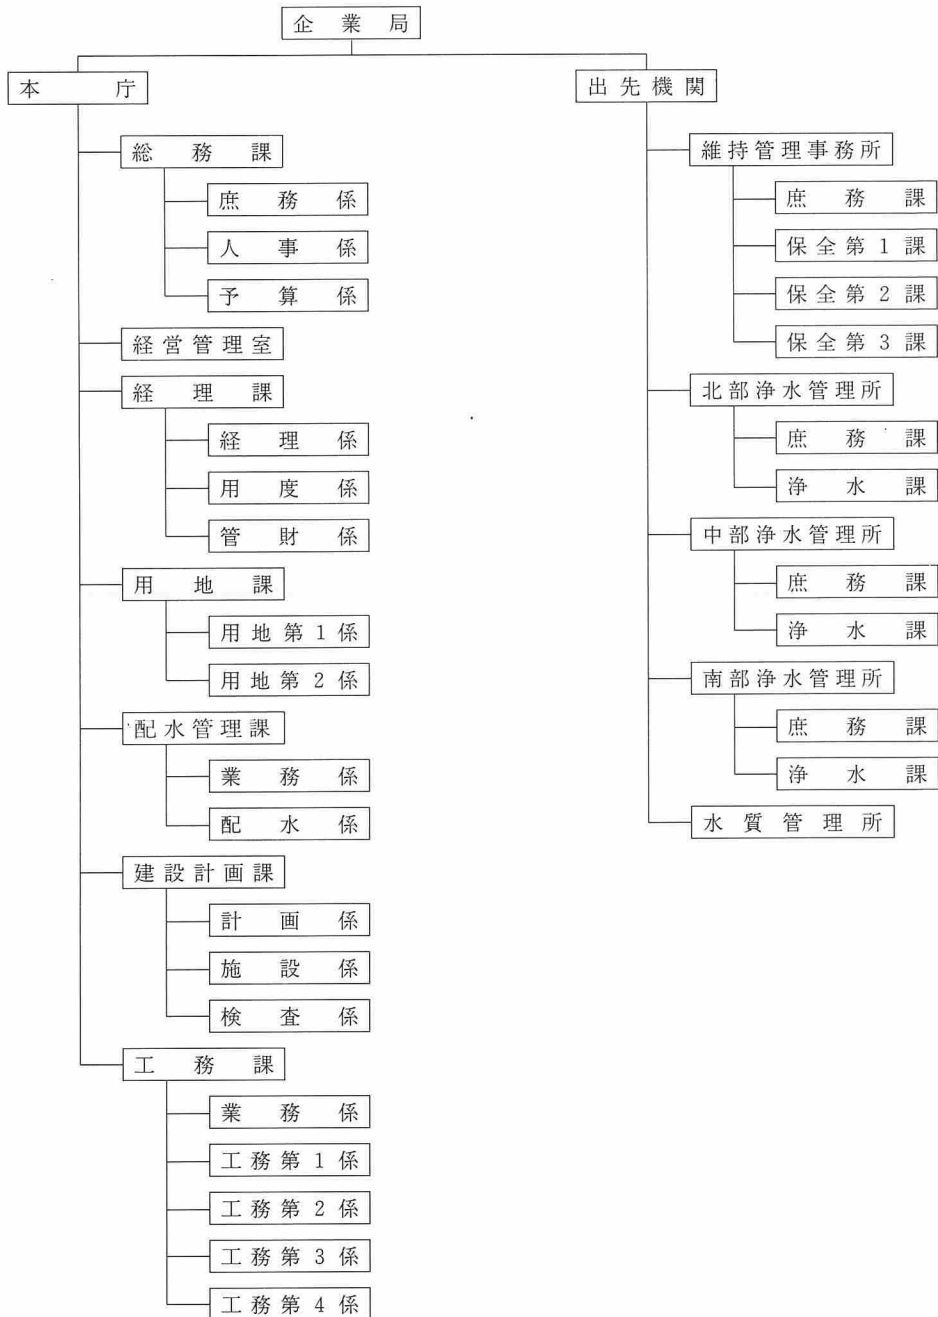 企業局
本庁
総務課
庶務係
人事係
予算係
経営管理室
経理課
経理係
用度係
管財係
用地課
用地第1係
用地第2係
配水管理課
業務係
配水係
建設計画課
計画係
施設係
検査係
工務課
業務係
工務第1係
工務第2係
工務第3係
工務第4係
出先機関
維持管理事務所
庶務課
保全第1課
保全第2課
保全第3課
北部浄水管理所
庶務課
浄水課
中部浄水管理所
庶務課
浄水課
南部浄水管理所
庶務課
浄水課
水質管理所